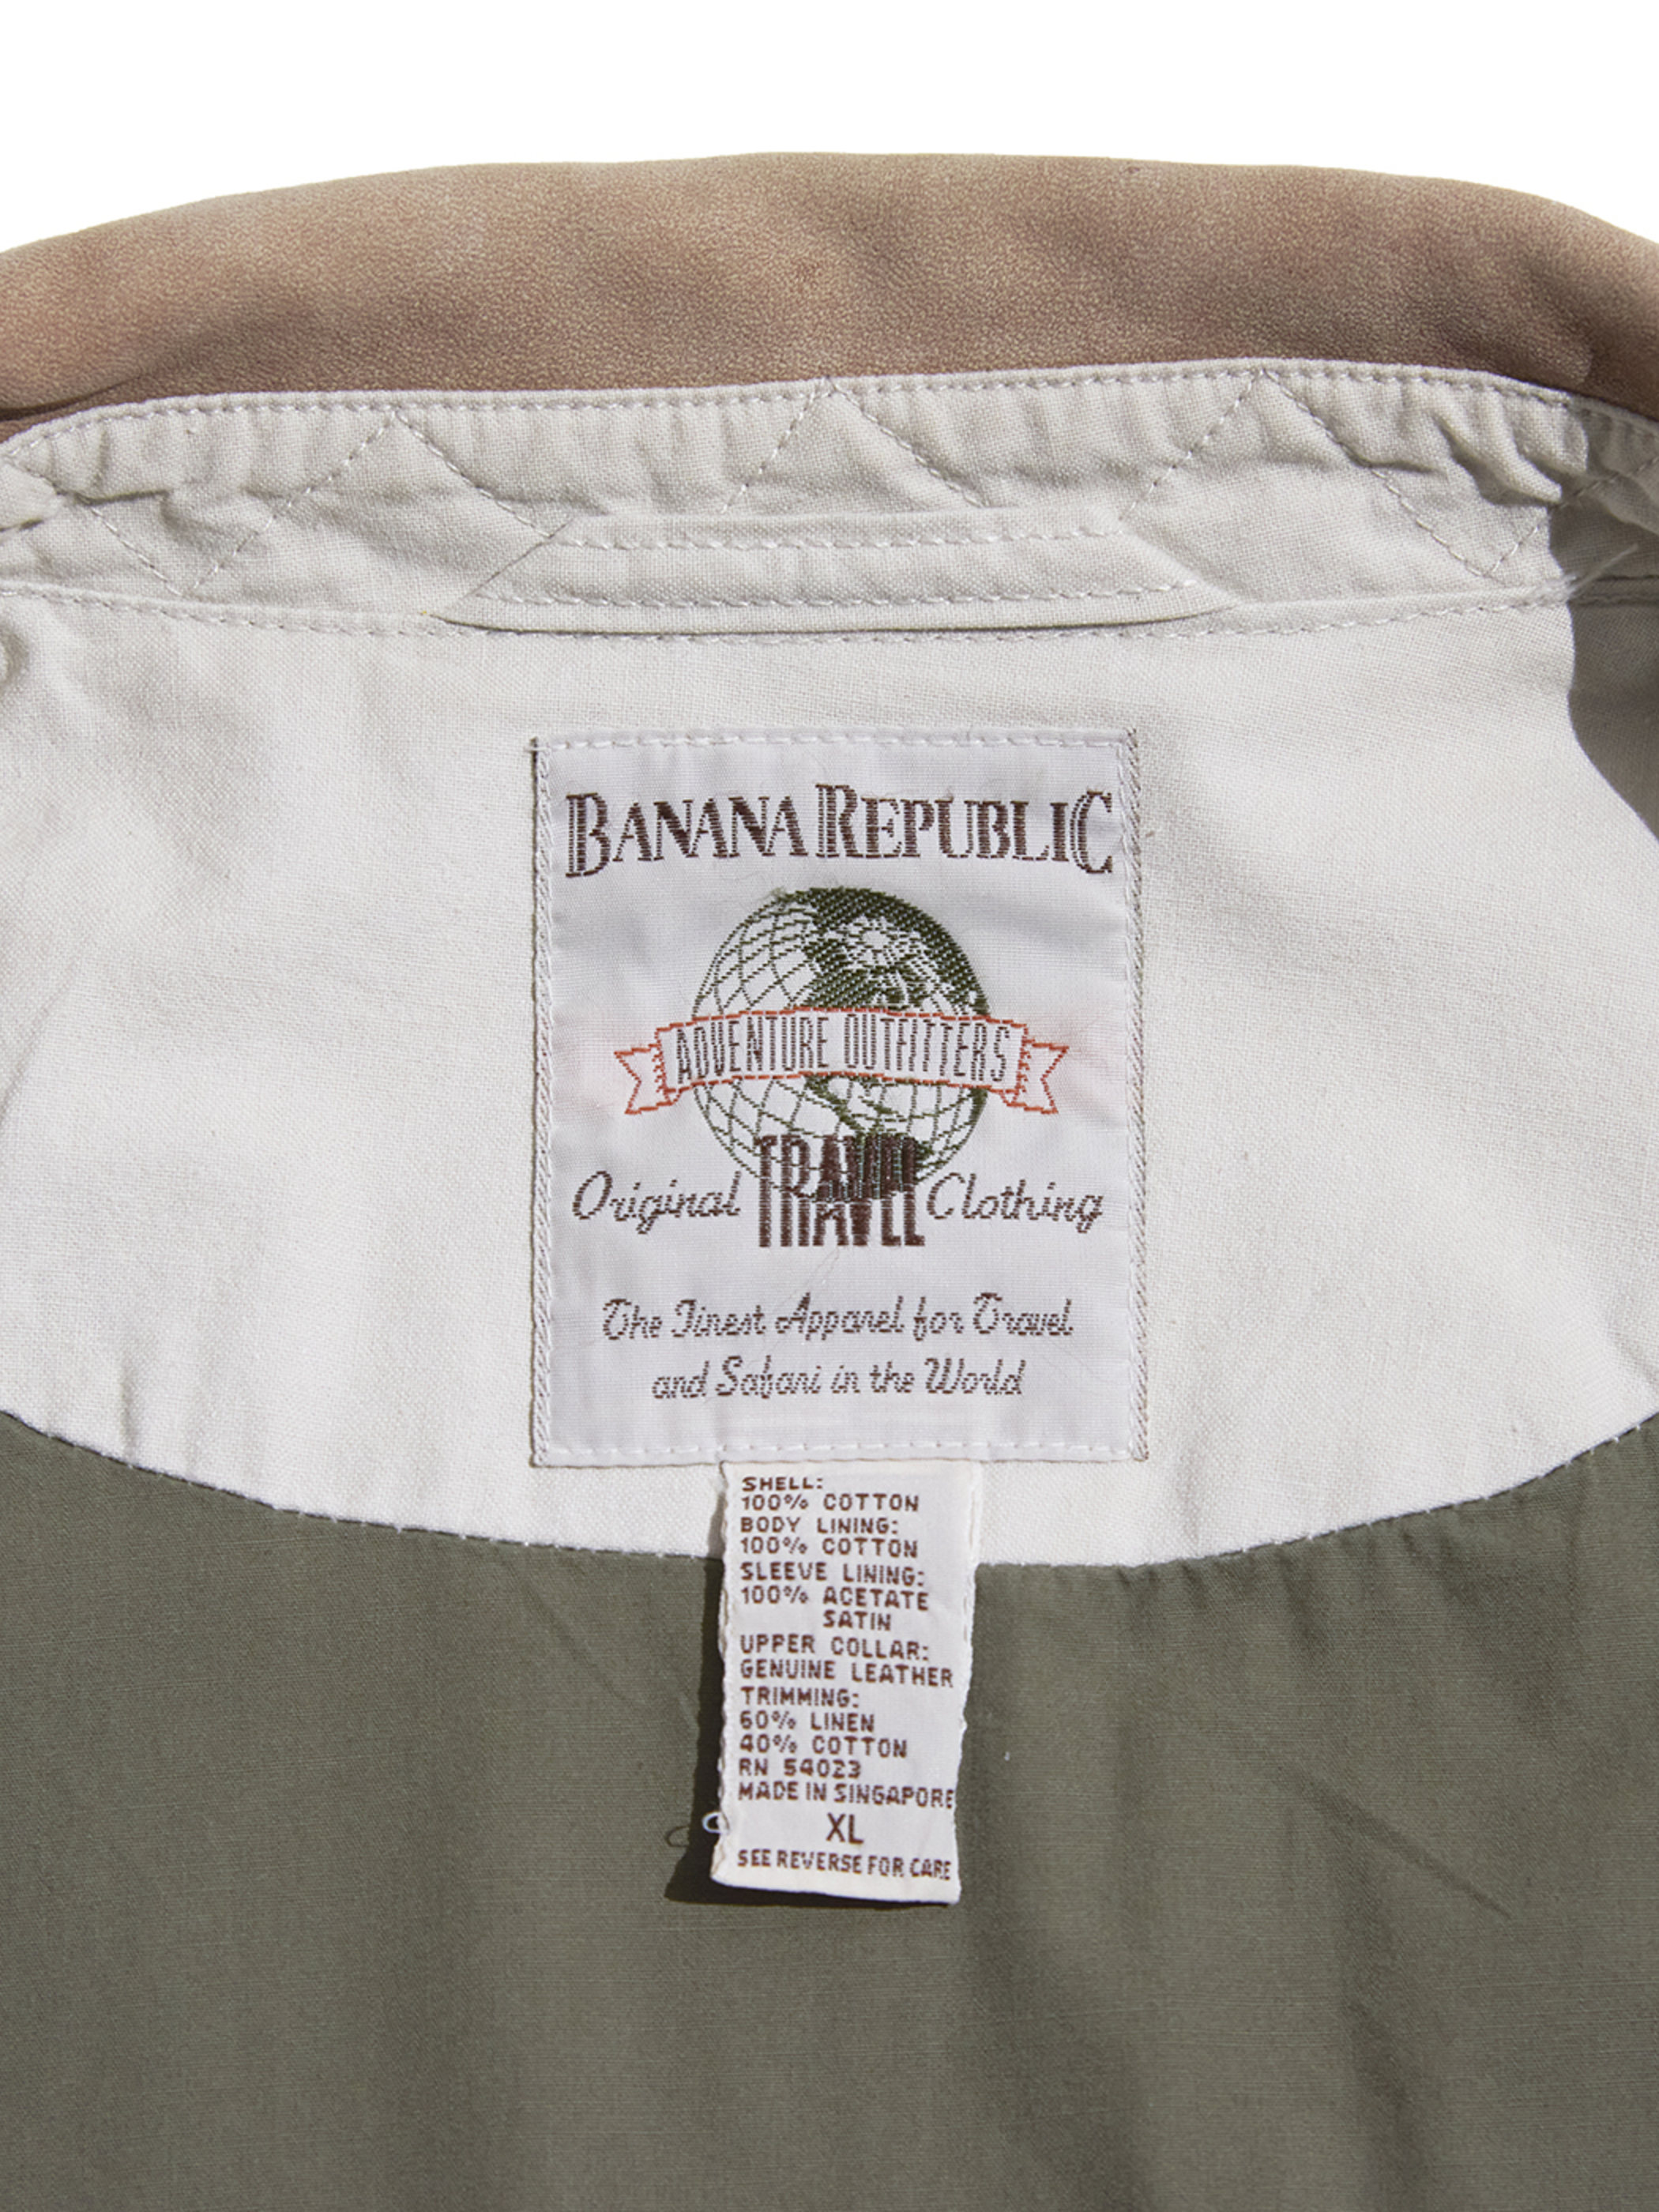 BANANA REPUBLIC
ADVENTURE OUTFITTERS
Original TRAVEL Clothing
The Finest Apparel for Travel
and Safari in the World
SHELL:
100% COTTON
BODY LINING:
100% COTTON
SLEEVE LINING:
100% ACETATE
SATIN
UPPER COLLAR:
GENUINE LEATHER
TRIMMING:
60% LINEN
40% COTTON
RN 54023
MADE IN SINGAPORE
XL
SEE REVERSE FOR CARE